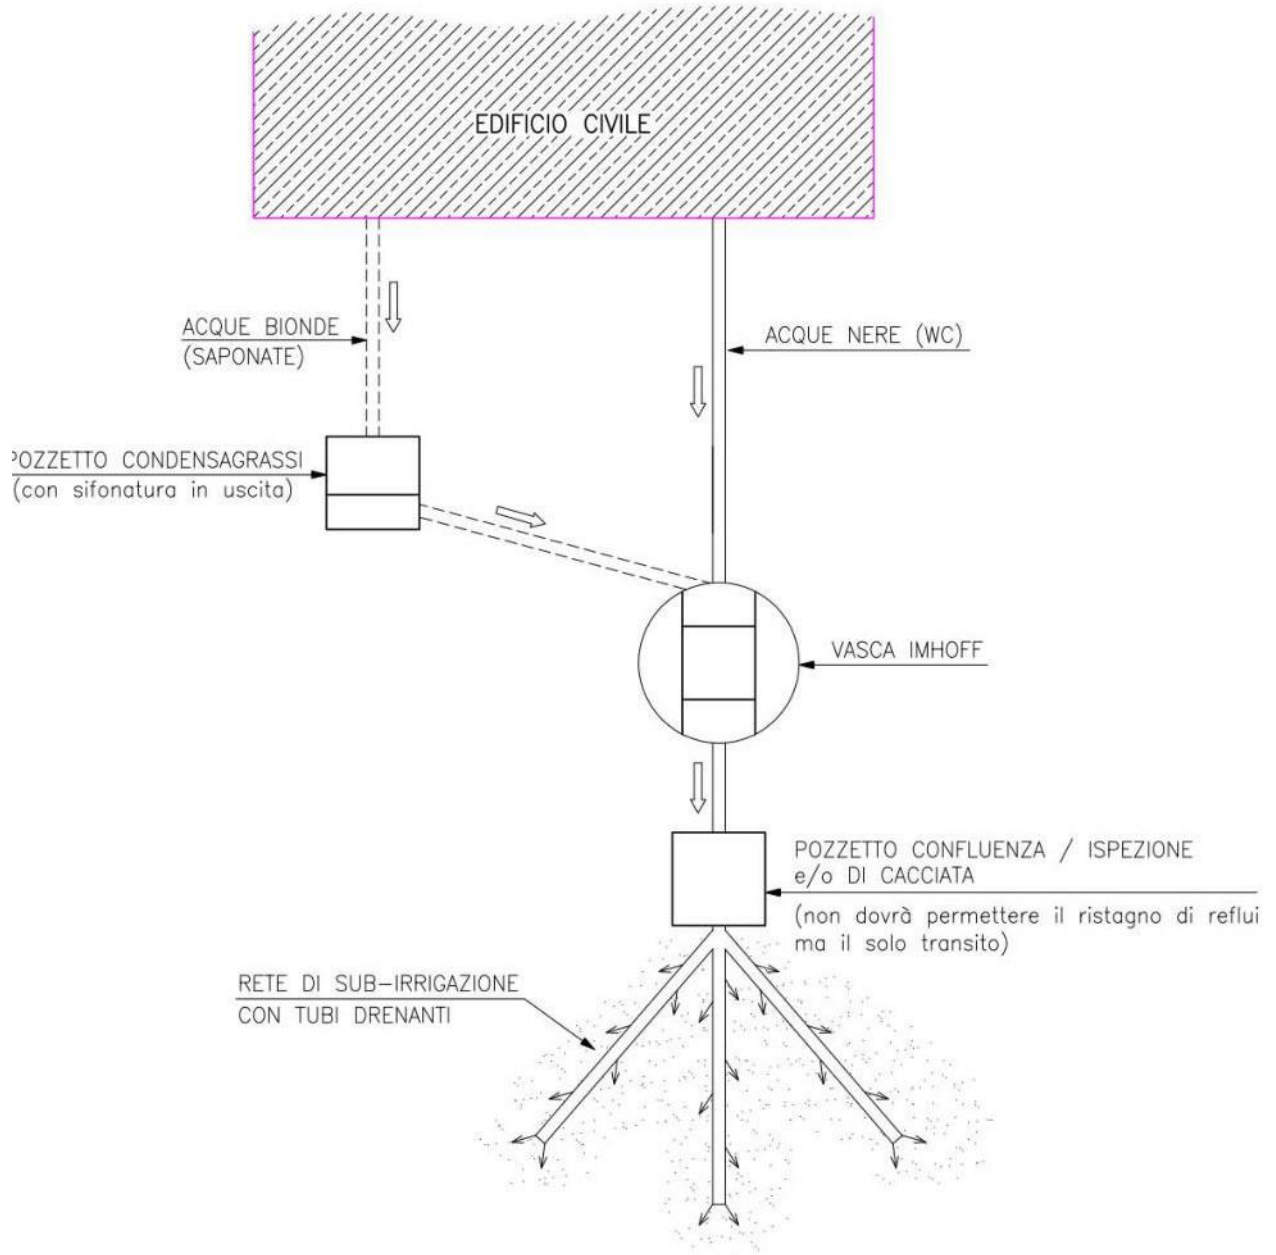 EDIFICIO CIVILE
ACQUE BIONDE
(SAPONATE)
ACQUE NERE (WC)
POZZETTO CONDENSAGRASSI
(con sifonatura in uscita)
VASCA IMHOFF
POZZETTO CONFLUENZA / ISPEZIONE
e/o DI CACCIATA
(non dovrà permettere il ristagno di reflui
ma il solo transito)
RETE DI SUB-IRRIGAZIONE
CON TUBI DRENANTI